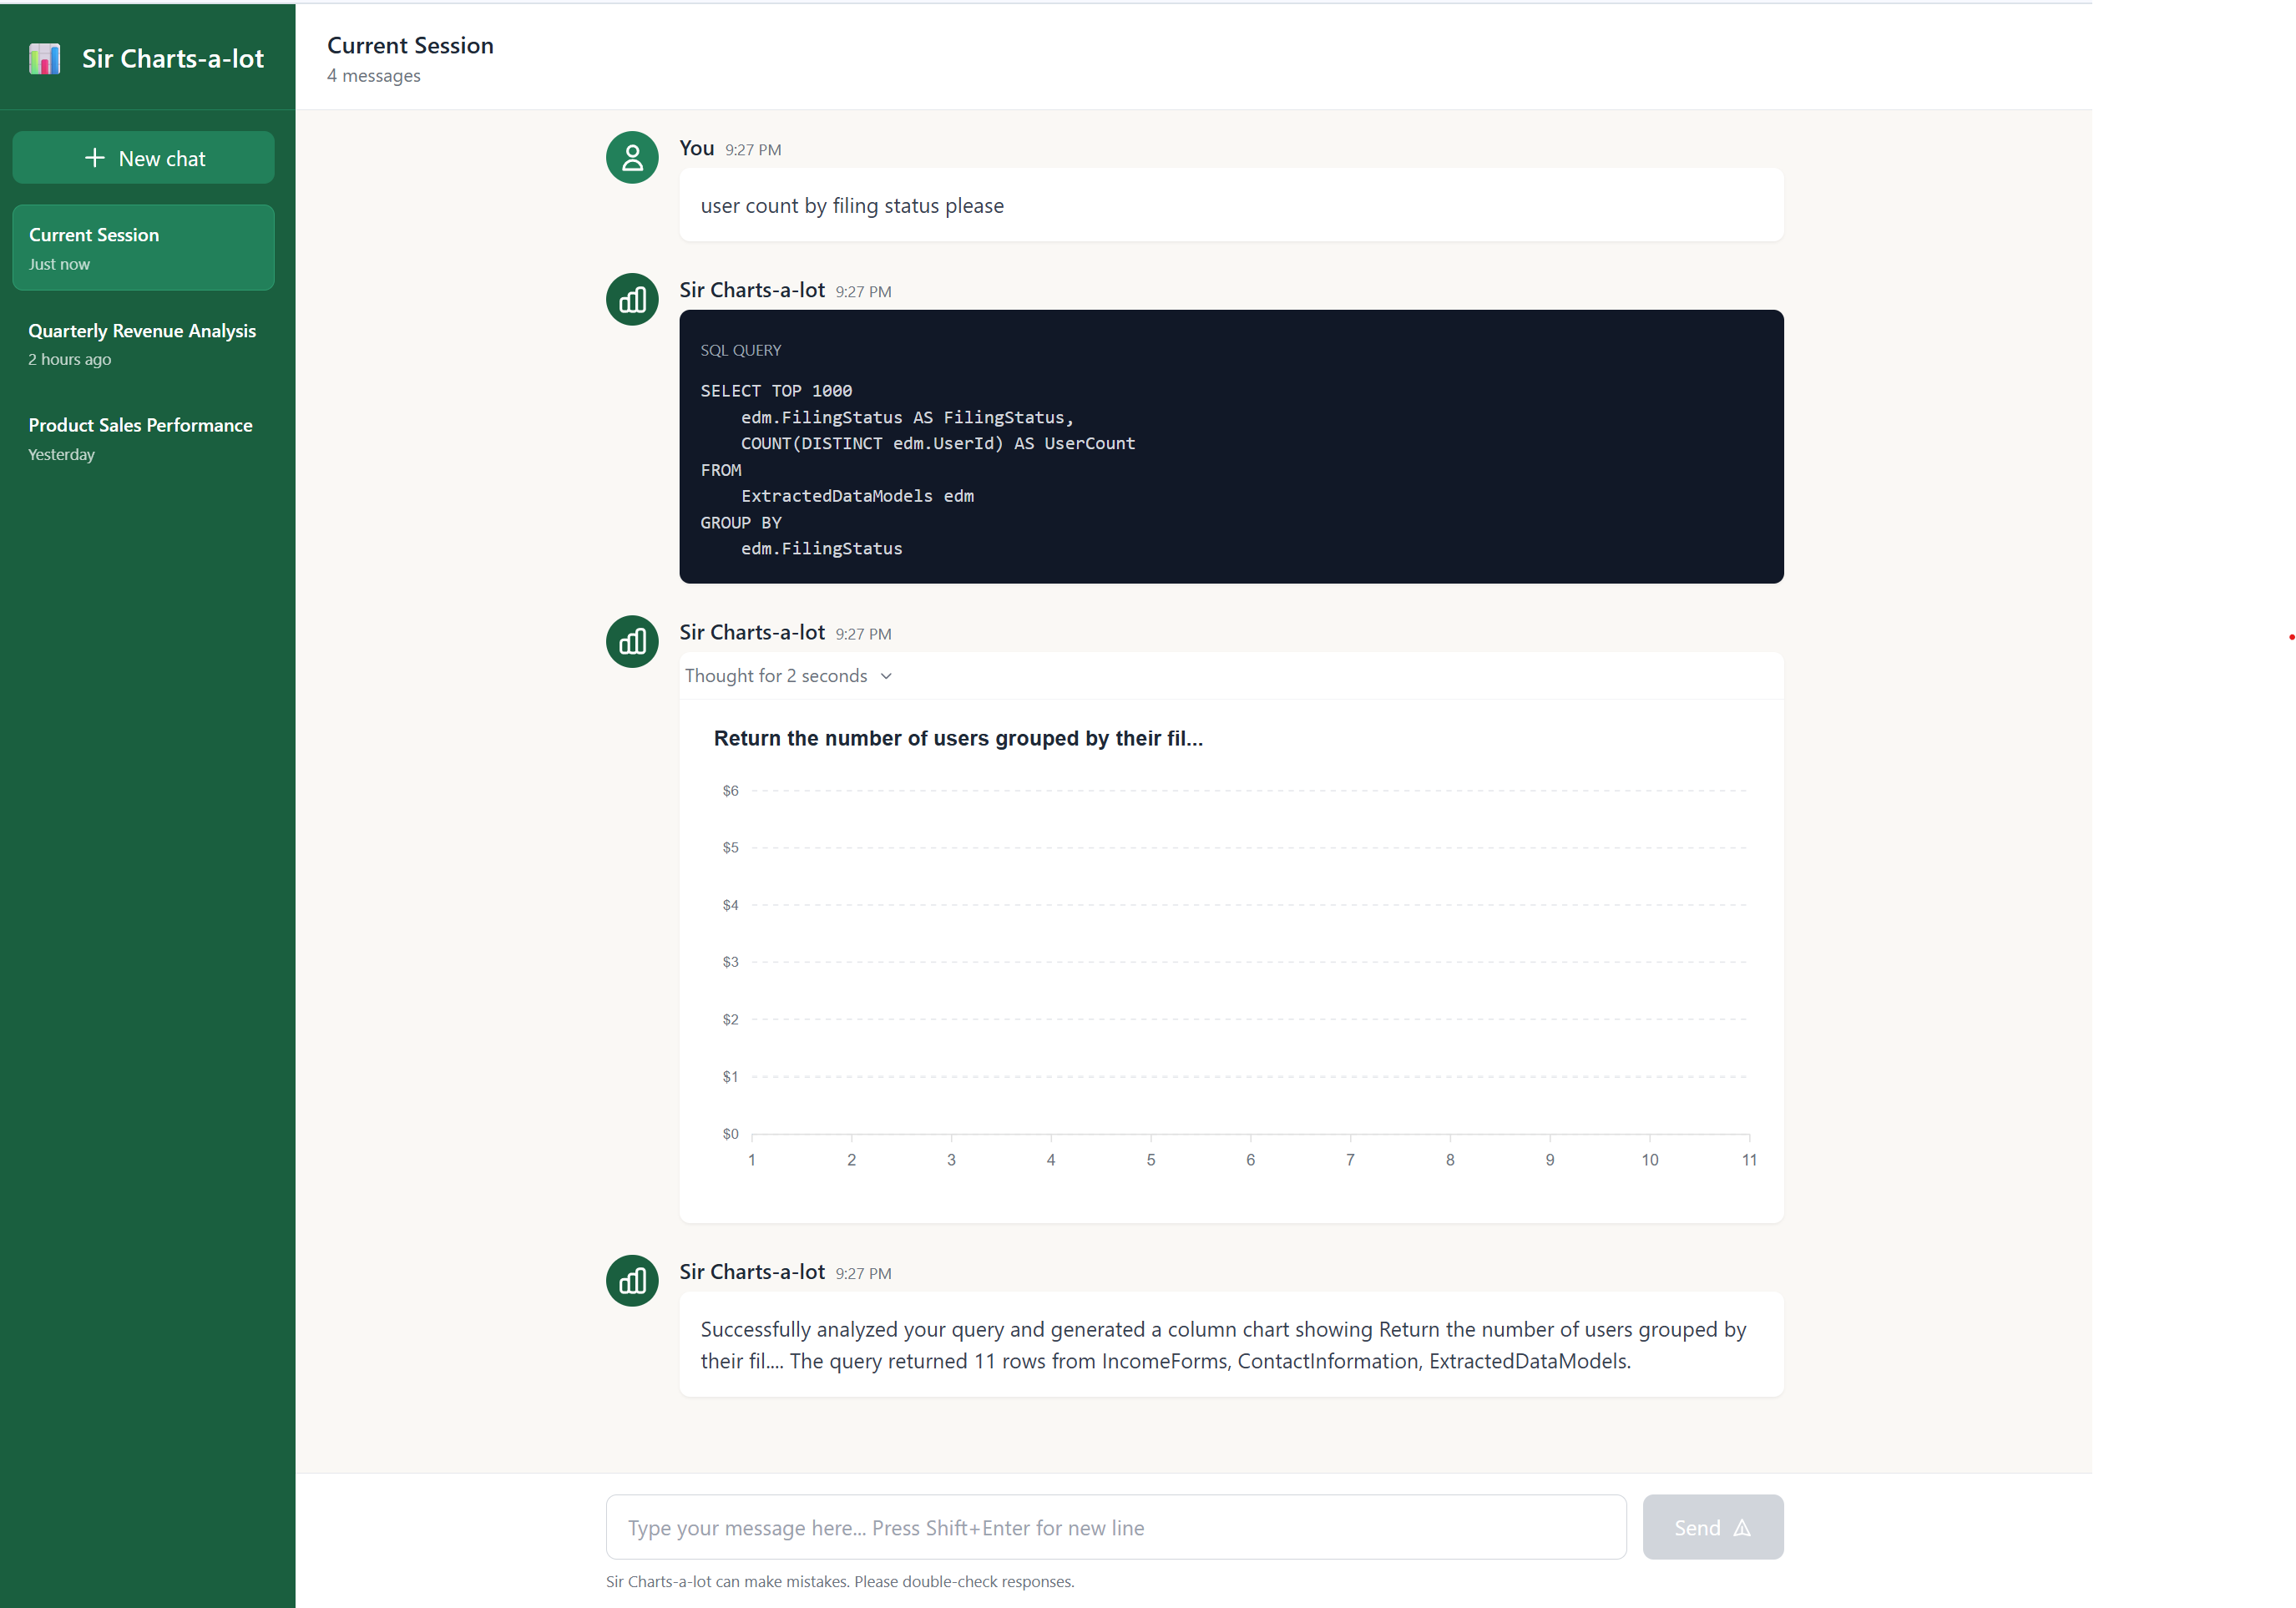 Sir Charts-a-lot
New chat
Current Session
Just now
Quarterly Revenue Analysis
2 hours ago
Product Sales Performance
Yesterday
Current Session
4 messages
You 9:27 PM
user count by filing status please
Sir Charts-a-lot 9:27 PM
SQL QUERY
SELECT TOP 1000
    edm.FilingStatus AS FilingStatus,
    COUNT(DISTINCT edm.UserId) AS UserCount
FROM
    ExtractedDataModels edm
GROUP BY
    edm.FilingStatus
Sir Charts-a-lot 9:27 PM
Thought for 2 seconds
Return the number of users grouped by their fil...
$6
$5
$4
$3
$2
$1
$0
1 2 3 4 5 6 7 8 9 10 11
Sir Charts-a-lot 9:27 PM
Successfully analyzed your query and generated a column chart showing Return the number of users grouped by
their fil.... The query returned 11 rows from IncomeForms, ContactInformation, ExtractedDataModels.
Type your message here... Press Shift+Enter for new line
Send
Sir Charts-a-lot can make mistakes. Please double-check responses.